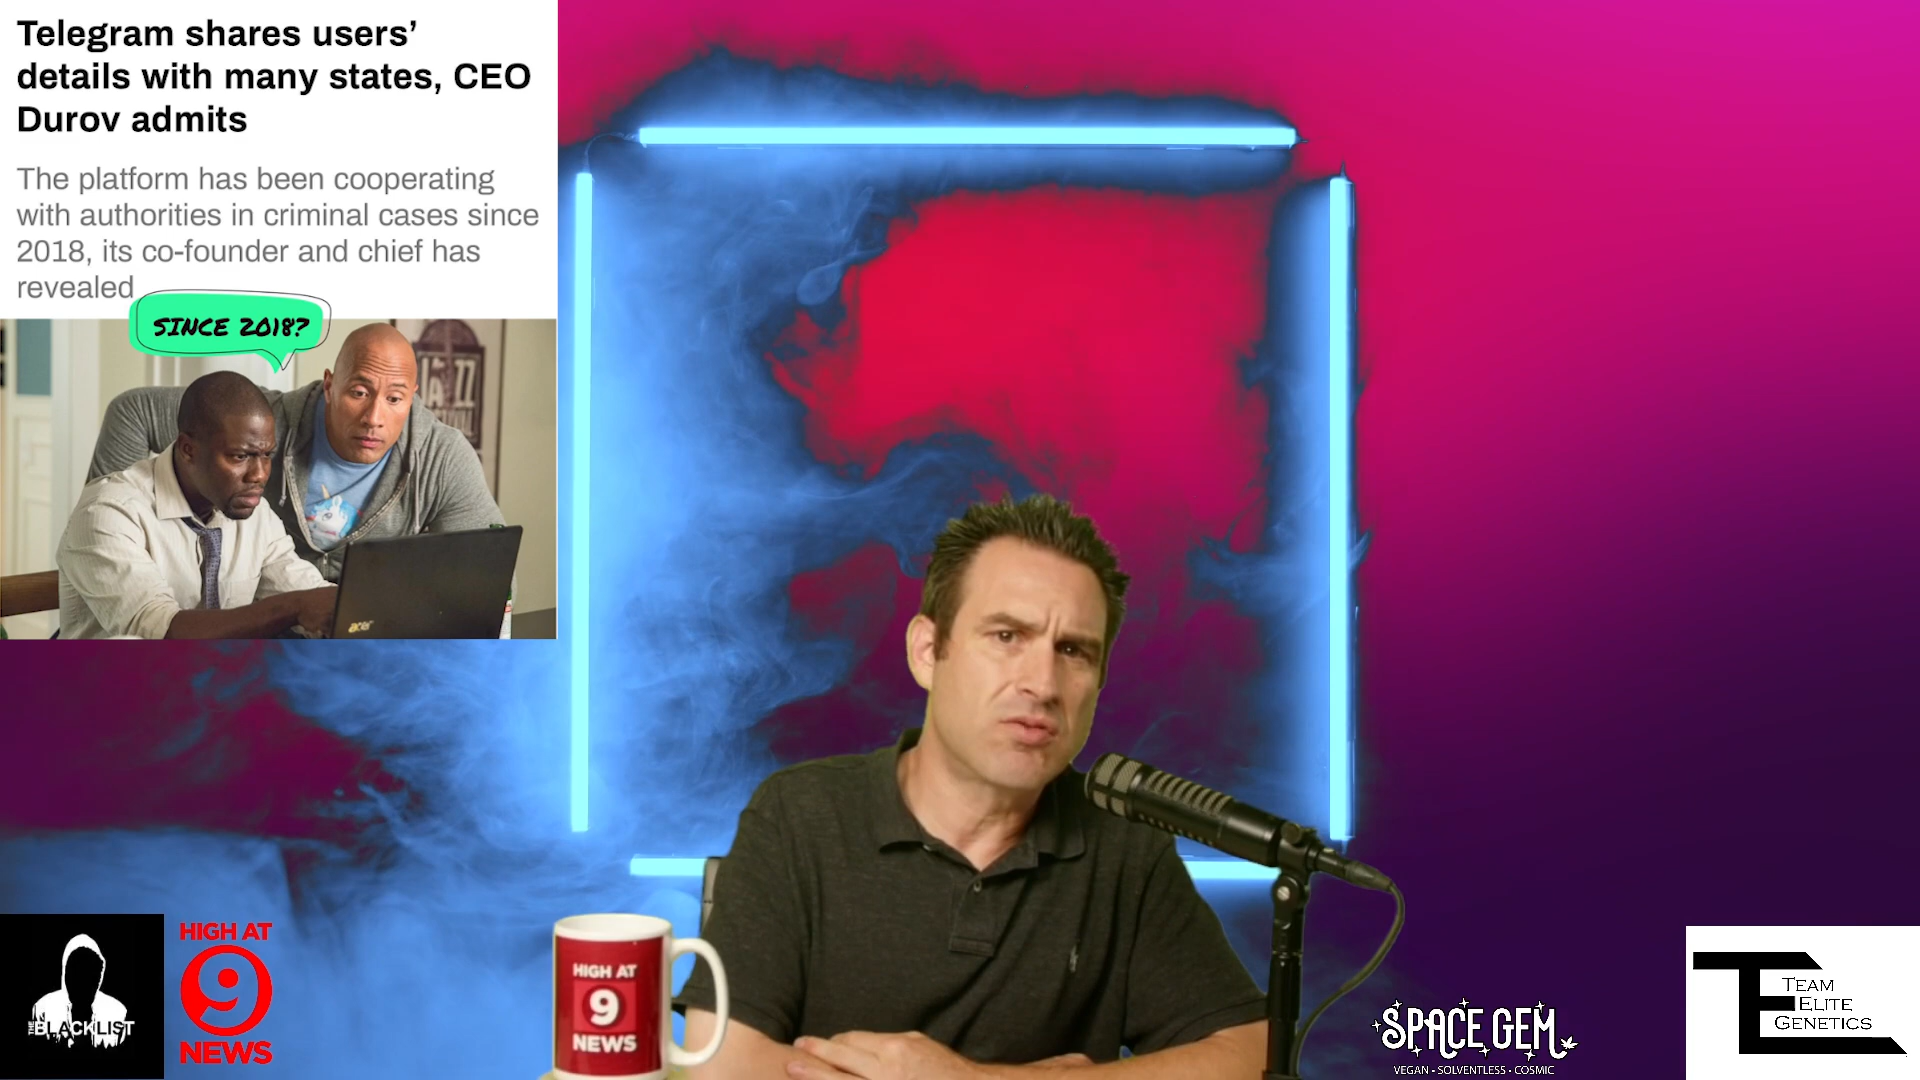 Telegram shares users’
details with many states, CEO
Durov admits
The platform has been cooperating
with authorities in criminal cases since
2018, its co-founder and chief has
revealed
SINCE 2018?
acer
THE BLACKLIST
HIGH AT
9
NEWS
HIGH AT
9
NEWS
SPACE GEM
VEGAN • SOLVENTLESS • COSMIC
TEAM
ELITE
GENETICS